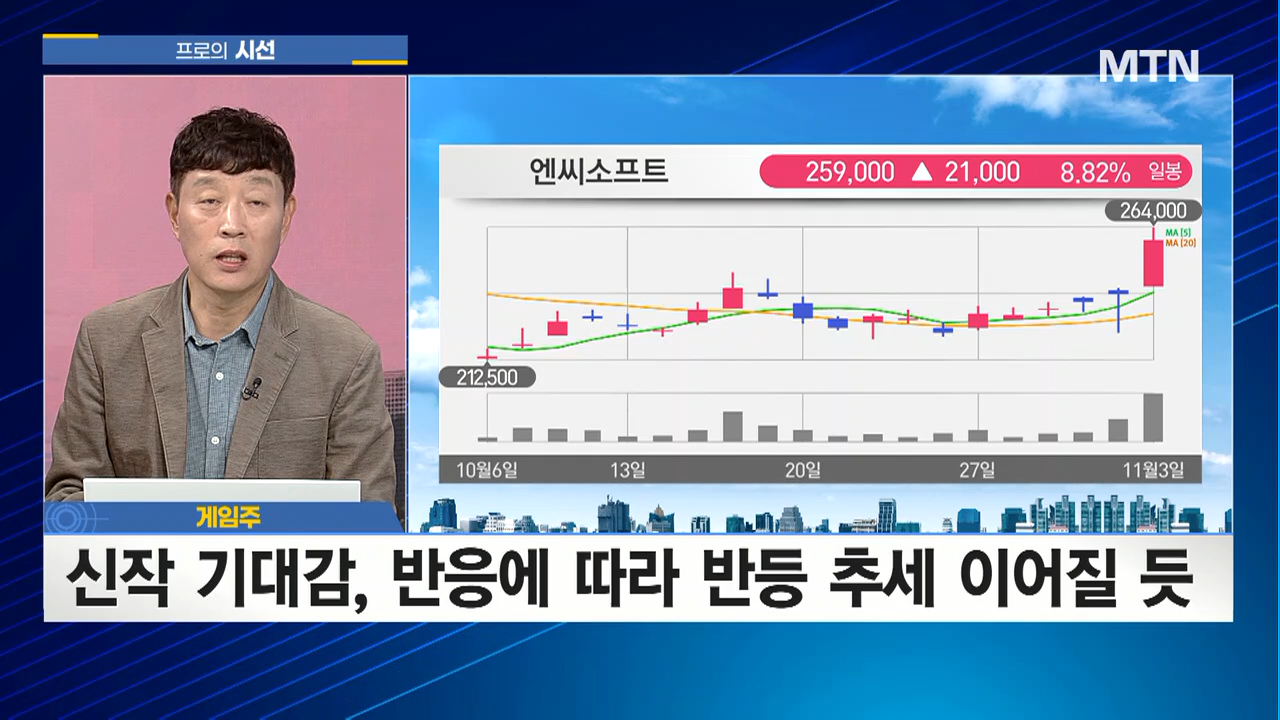 프로의 시선
MTN
엔씨소프트 259,000 ▲ 21,000 8.82% 일봉
264,000
MA [5]
MA [20]
212,500
10월6일 13일 20일 27일 11월3일
게임주
신작 기대감, 반응에 따라 반등 추세 이어질 듯